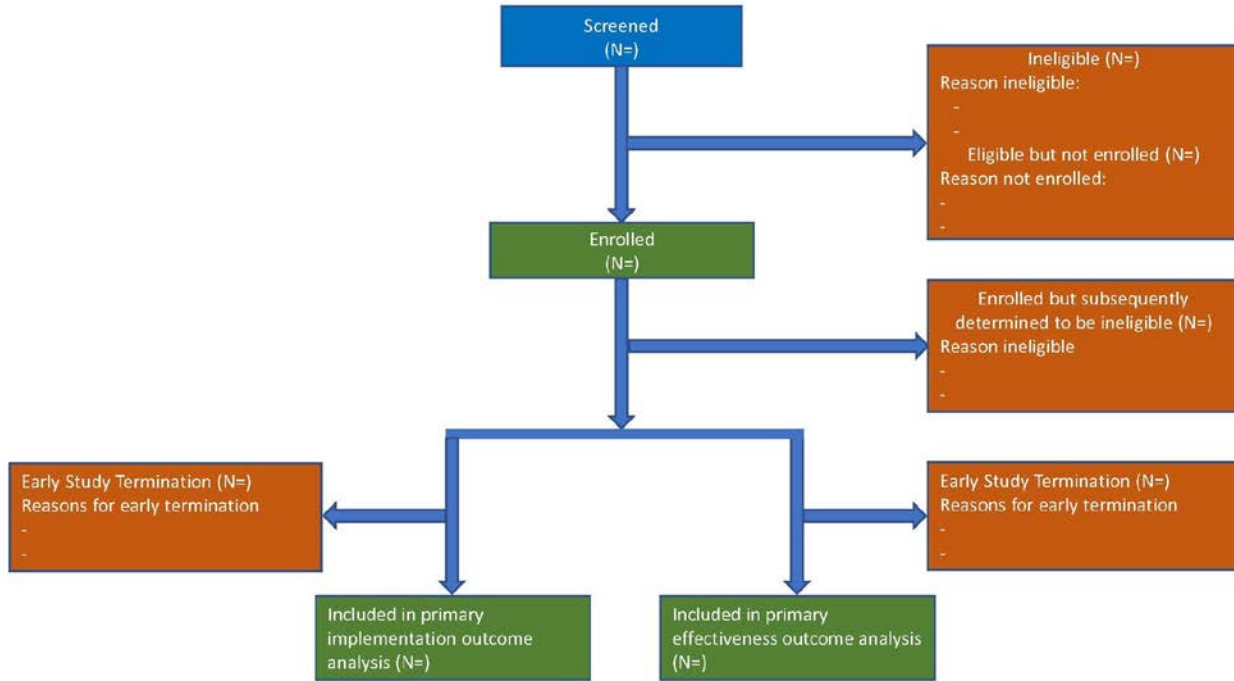 Screened
(N=)
Ineligible (N=)
Reason ineligible:
-
-
Eligible but not enrolled (N=)
Reason not enrolled:
-
-
Enrolled
(N=)
Enrolled but subsequently
determined to be ineligible (N=)
Reason ineligible
-
-
Early Study Termination (N=)
Reasons for early termination
-
-
Early Study Termination (N=)
Reasons for early termination
-
-
Included in primary
implementation outcome
analysis (N=)
Included in primary
effectiveness outcome analysis
(N=)